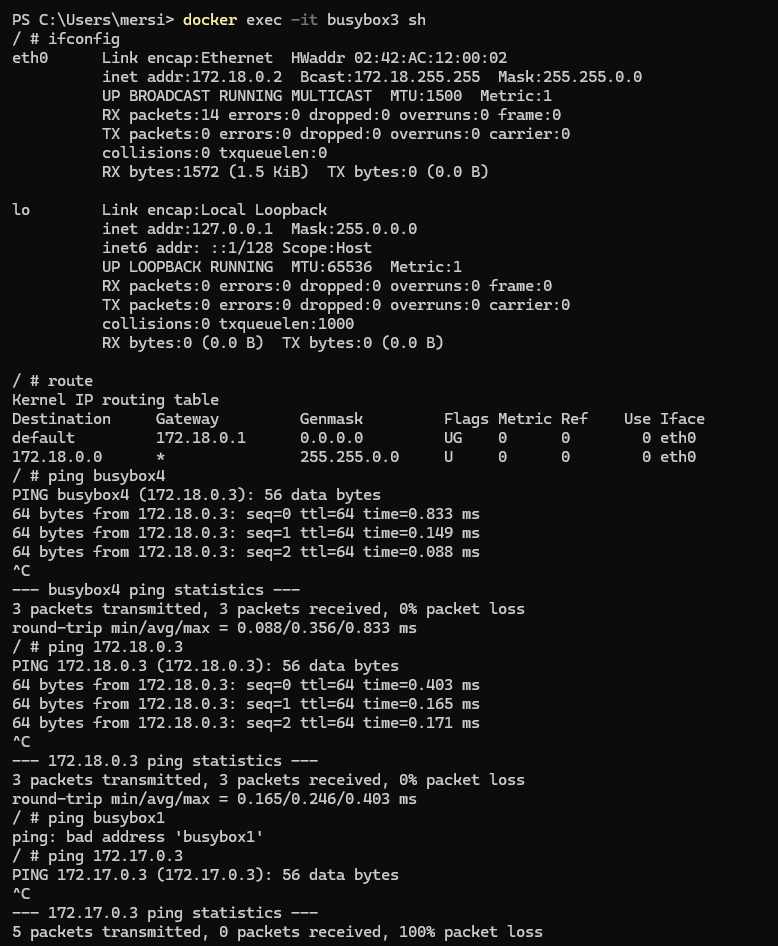 PS C:\Users\mersi> docker exec -it busybox3 sh
/ # ifconfig
eth0      Link encap:Ethernet  HWaddr 02:42:AC:12:00:02
          inet addr:172.18.0.2  Bcast:172.18.255.255  Mask:255.255.0.0
          UP BROADCAST RUNNING MULTICAST  MTU:1500  Metric:1
          RX packets:14 errors:0 dropped:0 overruns:0 frame:0
          TX packets:0 errors:0 dropped:0 overruns:0 carrier:0
          collisions:0 txqueuelen:0
          RX bytes:1572 (1.5 KiB)  TX bytes:0 (0.0 B)

lo        Link encap:Local Loopback
          inet addr:127.0.0.1  Mask:255.0.0.0
          inet6 addr: ::1/128 Scope:Host
          UP LOOPBACK RUNNING  MTU:65536  Metric:1
          RX packets:0 errors:0 dropped:0 overruns:0 frame:0
          TX packets:0 errors:0 dropped:0 overruns:0 carrier:0
          collisions:0 txqueuelen:1000
          RX bytes:0 (0.0 B)  TX bytes:0 (0.0 B)

/ # route
Kernel IP routing table
Destination     Gateway         Genmask         Flags Metric Ref    Use Iface
default         172.18.0.1      0.0.0.0         UG    0      0        0 eth0
172.18.0.0      *               255.255.0.0     U     0      0        0 eth0
/ # ping busybox4
PING busybox4 (172.18.0.3): 56 data bytes
64 bytes from 172.18.0.3: seq=0 ttl=64 time=0.833 ms
64 bytes from 172.18.0.3: seq=1 ttl=64 time=0.149 ms
64 bytes from 172.18.0.3: seq=2 ttl=64 time=0.088 ms
^C
--- busybox4 ping statistics ---
3 packets transmitted, 3 packets received, 0% packet loss
round-trip min/avg/max = 0.088/0.356/0.833 ms
/ # ping 172.18.0.3
PING 172.18.0.3 (172.18.0.3): 56 data bytes
64 bytes from 172.18.0.3: seq=0 ttl=64 time=0.403 ms
64 bytes from 172.18.0.3: seq=1 ttl=64 time=0.165 ms
64 bytes from 172.18.0.3: seq=2 ttl=64 time=0.171 ms
^C
--- 172.18.0.3 ping statistics ---
3 packets transmitted, 3 packets received, 0% packet loss
round-trip min/avg/max = 0.165/0.246/0.403 ms
/ # ping busybox1
ping: bad address 'busybox1'
/ # ping 172.17.0.3
PING 172.17.0.3 (172.17.0.3): 56 data bytes
^C
--- 172.17.0.3 ping statistics ---
5 packets transmitted, 0 packets received, 100% packet loss